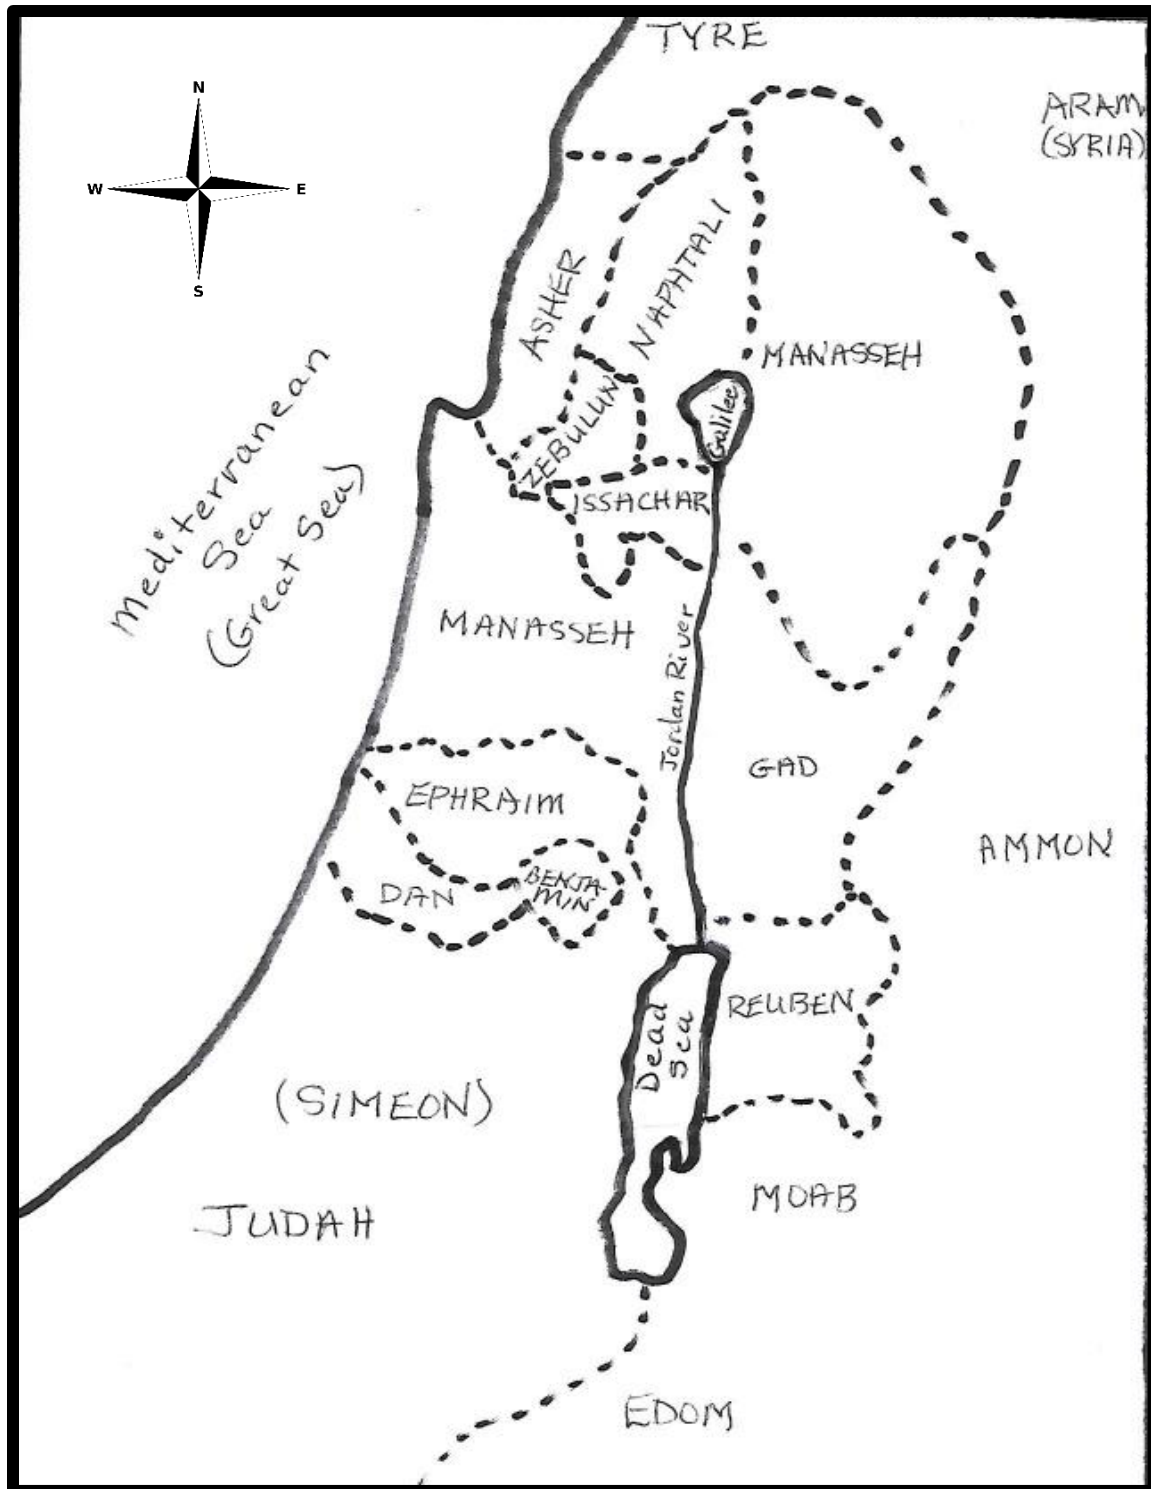 TYRE
ARAM
(SYRIA)
N
W
E
S
ASHER
NAPHTALI
MANASSEH
Galilee
ZEBULUN
ISSACHAR
Mediterranean
Sea
(Great Sea)
MANASSEH
Jordan River
GAD
EPHRAIM
AMMON
DAN
BENJA-
MIN
REUBEN
Dead
Sea
(SIMEON)
JUDAH
MOAB
EDOM